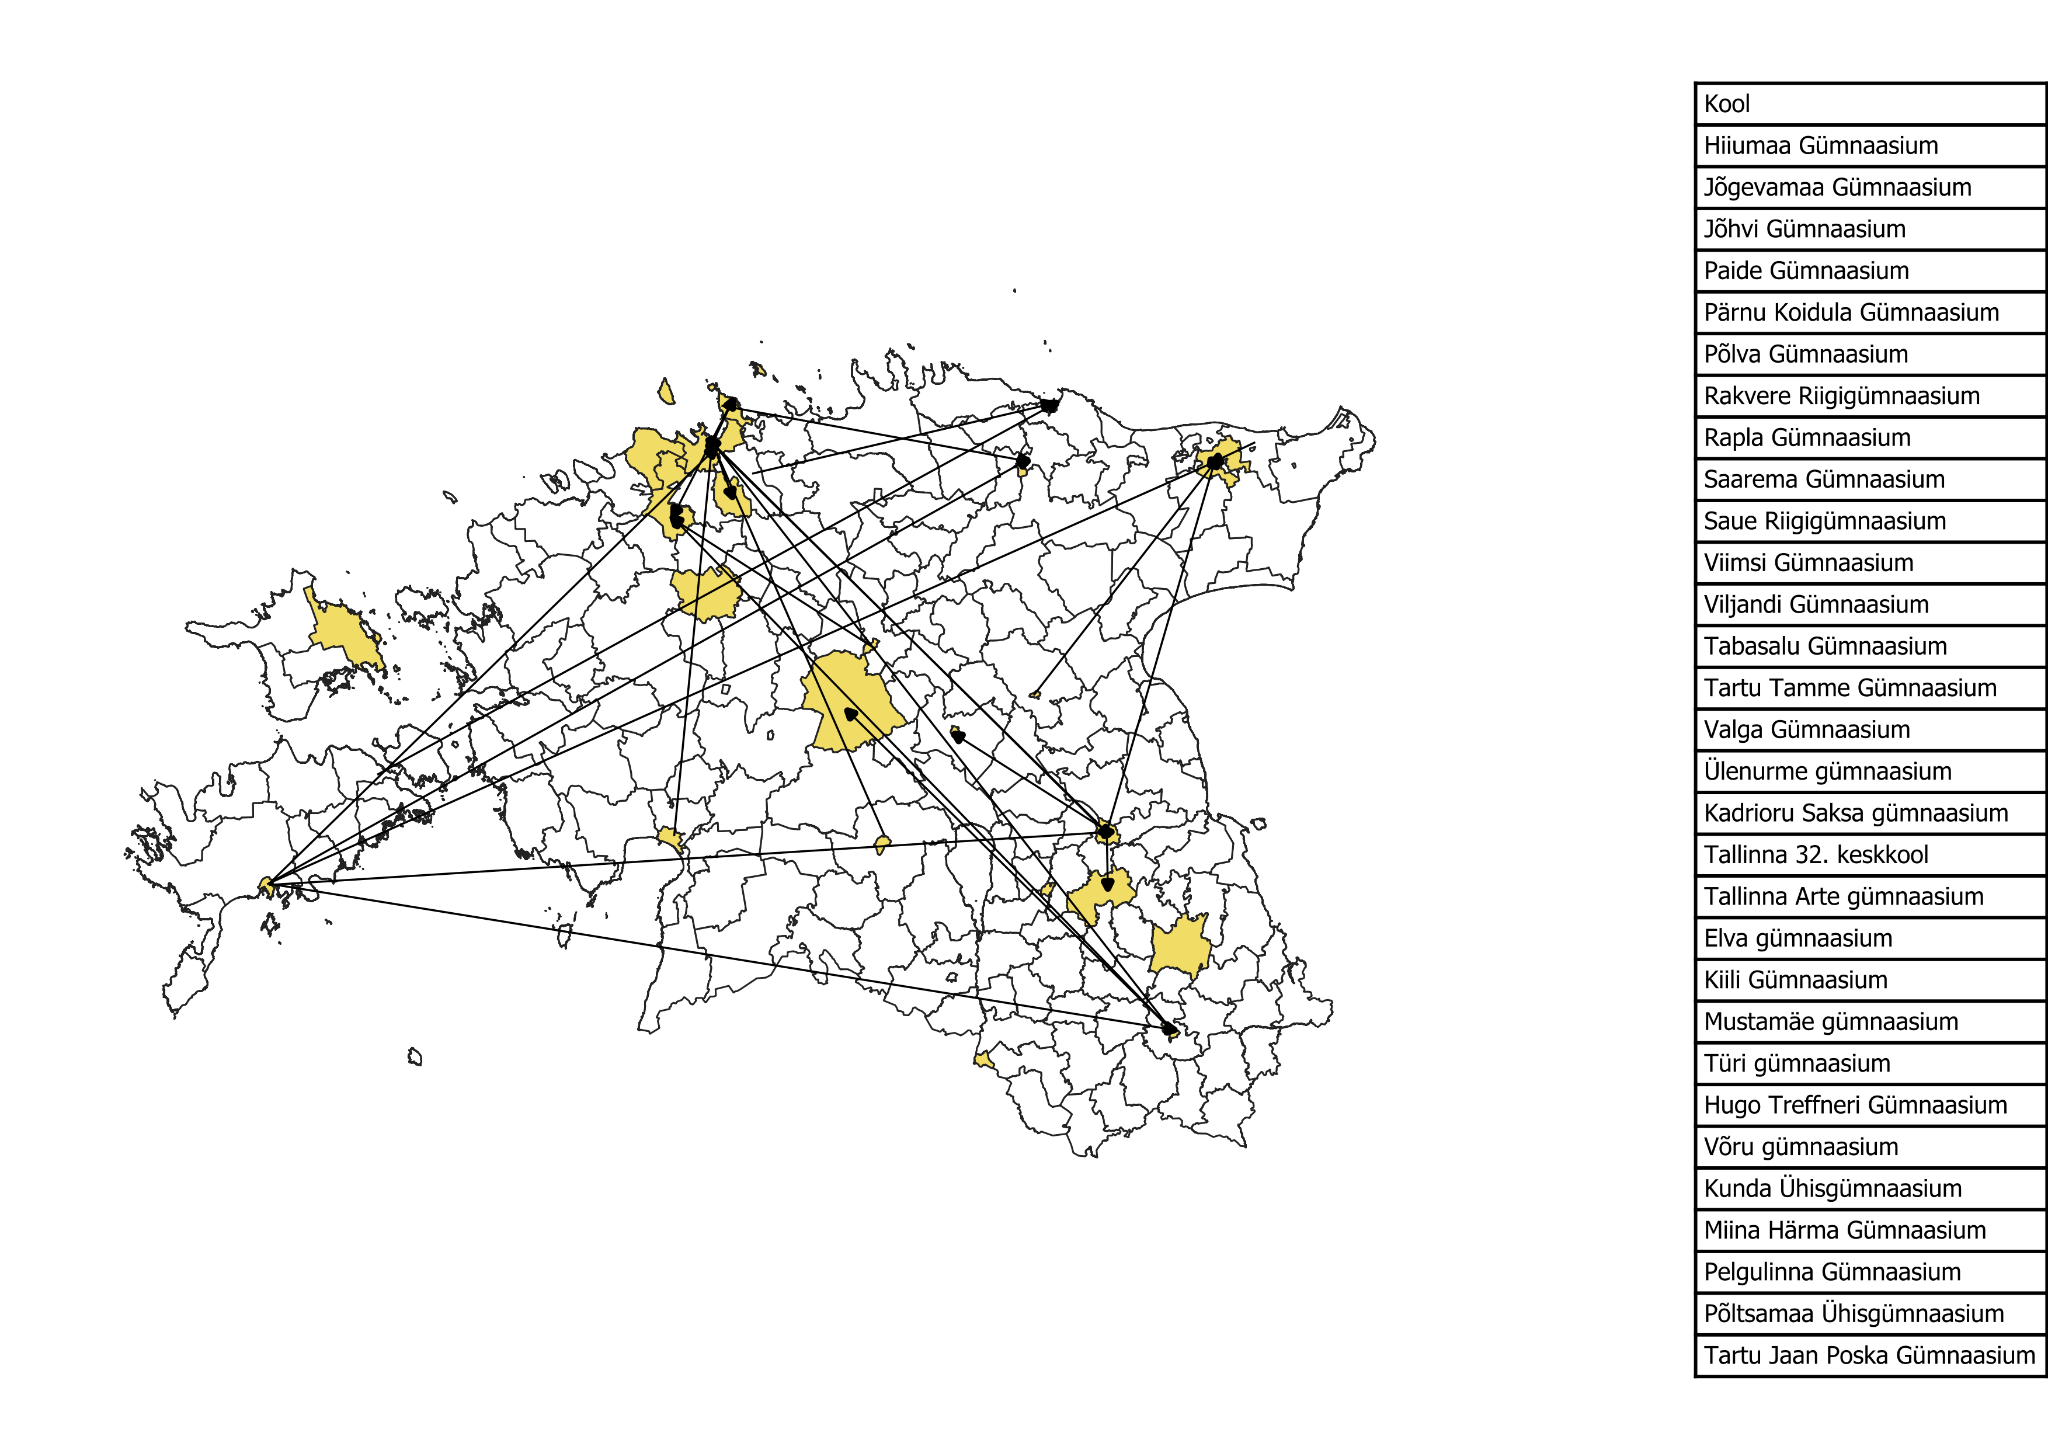 Kool
Hiiumaa Gümnaasium
Jõgevamaa Gümnaasium
Jõhvi Gümnaasium
Paide Gümnaasium
Pärnu Koidula Gümnaasium
Põlva Gümnaasium
Rakvere Riigigümnaasium
Rapla Gümnaasium
Saarema Gümnaasium
Saue Riigigümnaasium
Viimsi Gümnaasium
Viljandi Gümnaasium
Tabasalu Gümnaasium
Tartu Tamme Gümnaasium
Valga Gümnaasium
Ülenurme gümnaasium
Kadrioru Saksa gümnaasium
Tallinna 32. keskkool
Tallinna Arte gümnaasium
Elva gümnaasium
Kiili Gümnaasium
Mustamäe gümnaasium
Türi gümnaasium
Hugo Treffneri Gümnaasium
Võru gümnaasium
Kunda Ühisgümnaasium
Miina Härma Gümnaasium
Pelgulinna Gümnaasium
Põltsamaa Ühisgümnaasium
Tartu Jaan Poska Gümnaasium